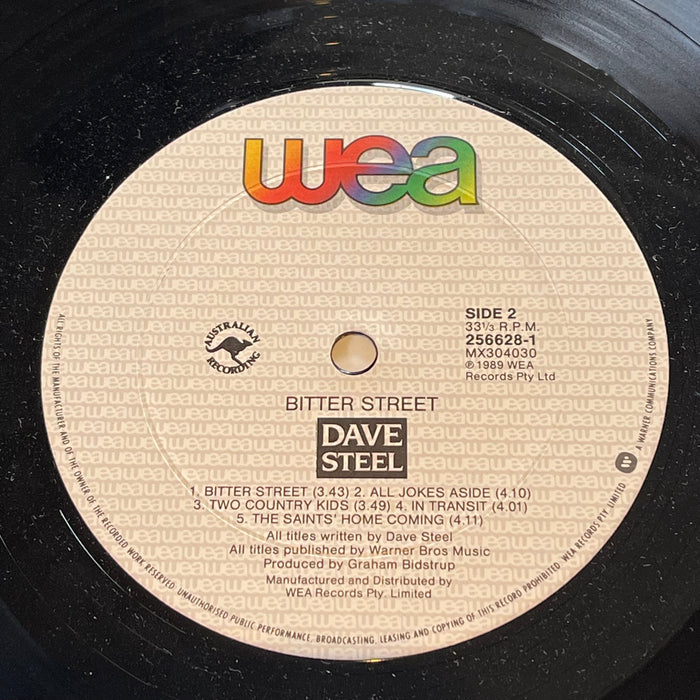 wea
AUSTRALIAN
RECORDING
SIDE 2
33⅓ R.P.M.
256628-1
MX304030
℗ 1989 WEA
Records Pty Ltd
BITTER STREET
DAVE
STEEL
1. BITTER STREET (3.43) 2. ALL JOKES ASIDE (4.10)
3. TWO COUNTRY KIDS (3.49) 4. IN TRANSIT (4.01)
5. THE SAINTS' HOME COMING (4.11)
All titles written by Dave Steel
All titles published by Warner Bros Music
Produced by Graham Bidstrup
Manufactured and Distributed by
WEA Records Pty. Limited
ALL RIGHTS OF THE MANUFACTURER AND OF THE OWNER OF THE RECORDED WORK RESERVED. UNAUTHORISED PUBLIC PERFORMANCE, BROADCASTING, LEASING AND COPYING OF THIS RECORD PROHIBITED. WEA RECORDS PTY. LIMITED
A WARNER COMMUNICATIONS COMPANY